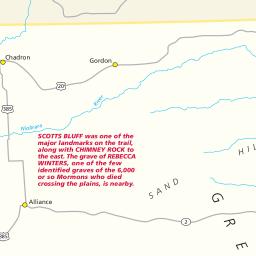 Chadron
Gordon
20
385
Niobrara
River
SCOTTS BLUFF was one of the
major landmarks on the trail,
along with CHIMNEY ROCK to
the east. The grave of REBECCA
WINTERS, one of the few
identified graves of the 6,000
or so Mormons who died
crossing the plains, is nearby.
HIL
SAND
GRE
Alliance
2
385